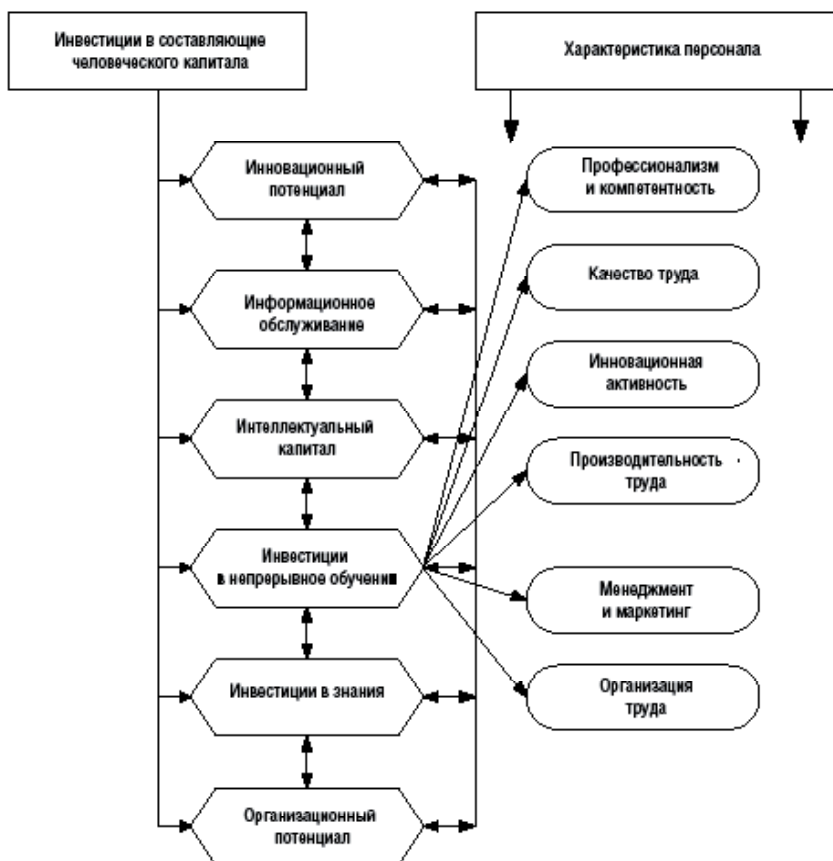 Инвестиции в составляющие
человеческого капитала
Характеристика персонала
Инновационный
потенциал
Информационное
обслуживание
Интеллектуальный
капитал
Инвестиции
в непрерывное обучении
Инвестиции в знания
Организационный
потенциал
Профессионализм
и компетентность
Качество труда
Инновационная
активность
Производительность
труда
Менеджмент
и маркетинг
Организация
труда